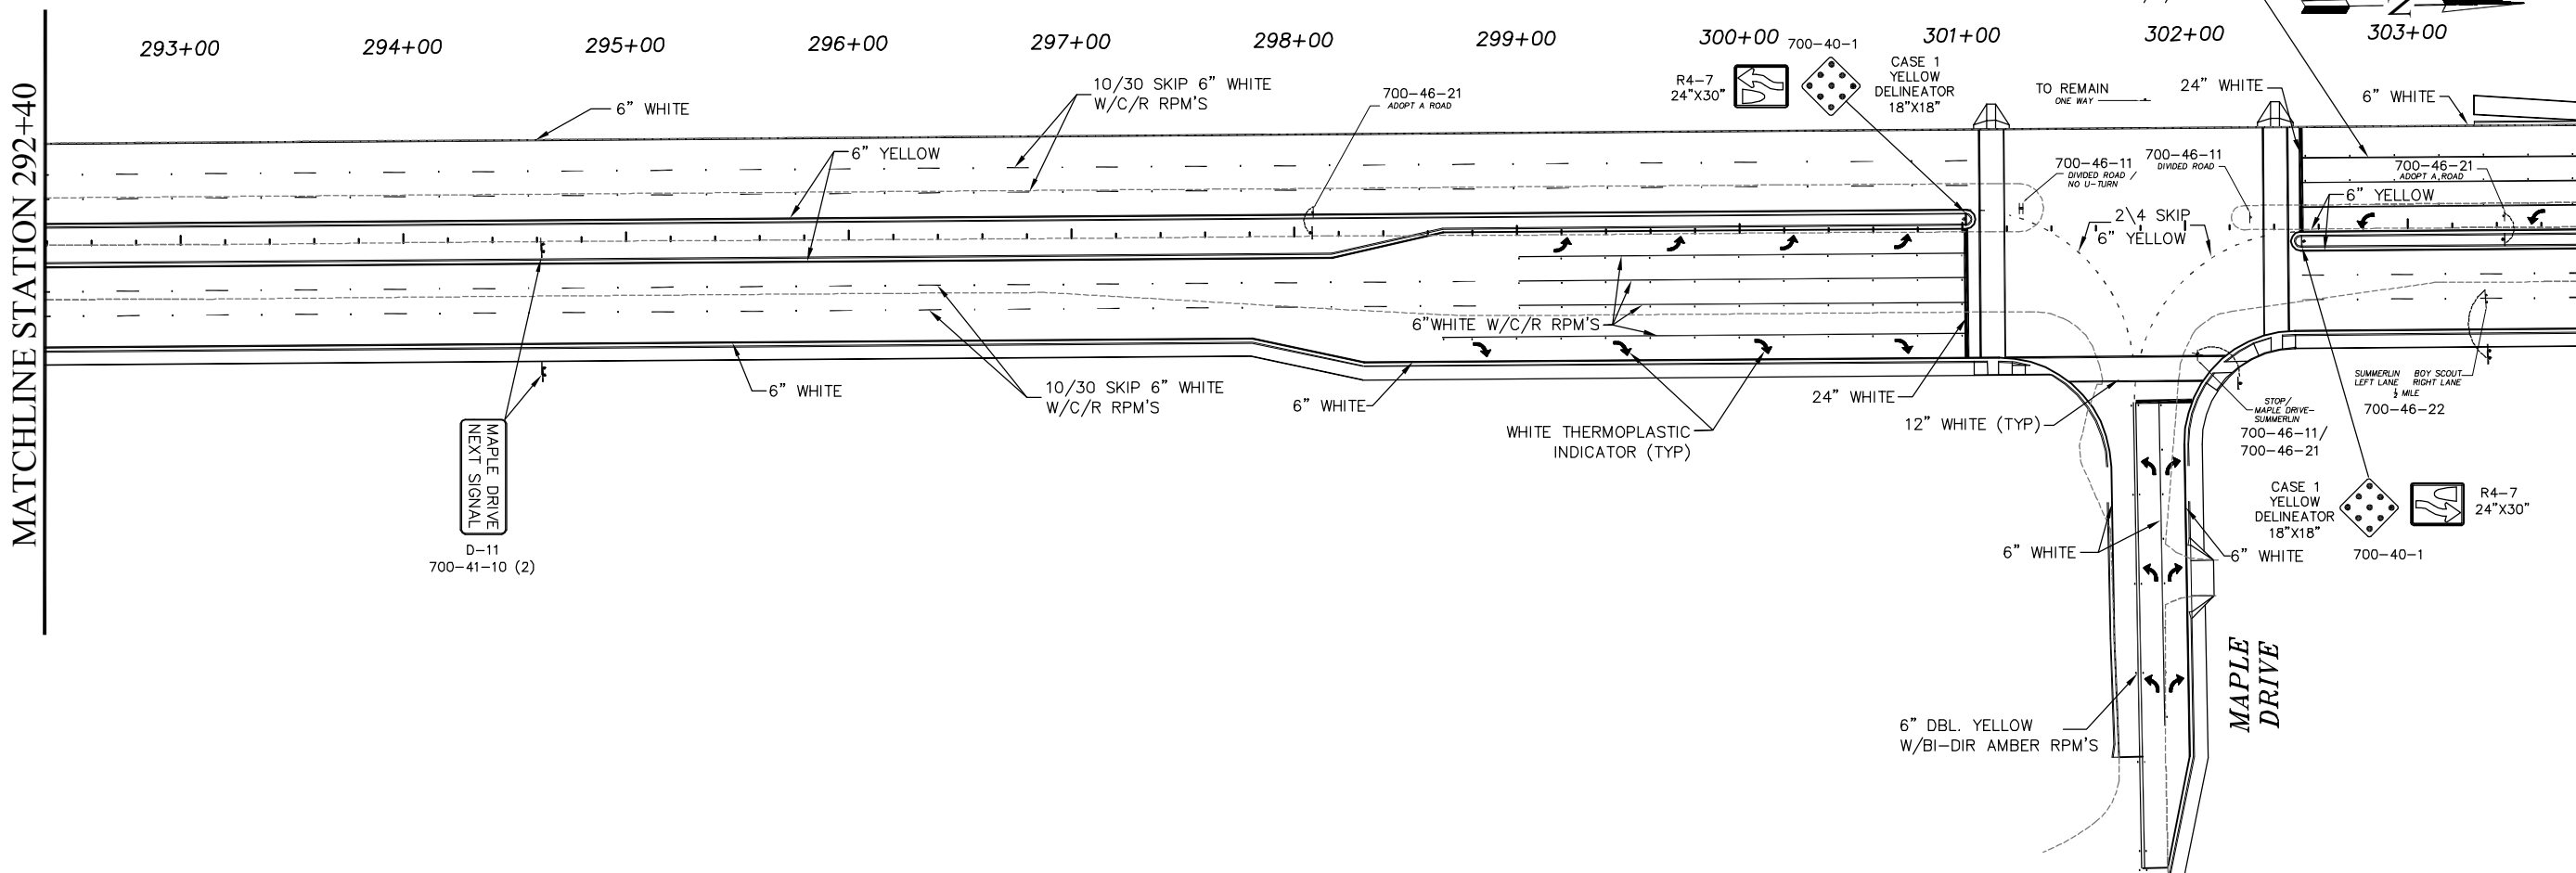 MATCHLINE STATION 292+40
293+00
294+00
295+00
296+00
297+00
298+00
299+00
300+00
301+00
302+00
303+00
6" WHITE
10/30 SKIP 6" WHITE
W/C/R RPM'S
6" YELLOW
700-46-21
ADOPT A ROAD
R4-7
24"X30"
700-40-1
CASE 1
YELLOW
DELINEATOR
18"X18"
TO REMAIN
ONE WAY
24" WHITE
6" WHITE
700-46-11
DIVIDED ROAD /
NO U-TURN
700-46-11
DIVIDED ROAD
700-46-21
ADOPT A ROAD
6" YELLOW
2\4 SKIP
6" YELLOW
6"WHITE W/C/R RPM'S
6" WHITE
10/30 SKIP 6" WHITE
W/C/R RPM'S
6" WHITE
WHITE THERMOPLASTIC
INDICATOR (TYP)
24" WHITE
12" WHITE (TYP)
STOP/
MAPLE DRIVE-
SUMMERLIN
700-46-11/
700-46-21
SUMMERLIN BOY SCOUT
LEFT LANE RIGHT LANE
½ MILE
700-46-22
MAPLE DRIVE
NEXT SIGNAL
D-11
700-41-10 (2)
CASE 1
YELLOW
DELINEATOR
18"X18"
700-40-1
R4-7
24"X30"
6" WHITE
6" WHITE
6" DBL. YELLOW
W/BI-DIR AMBER RPM'S
MAPLE
DRIVE
N